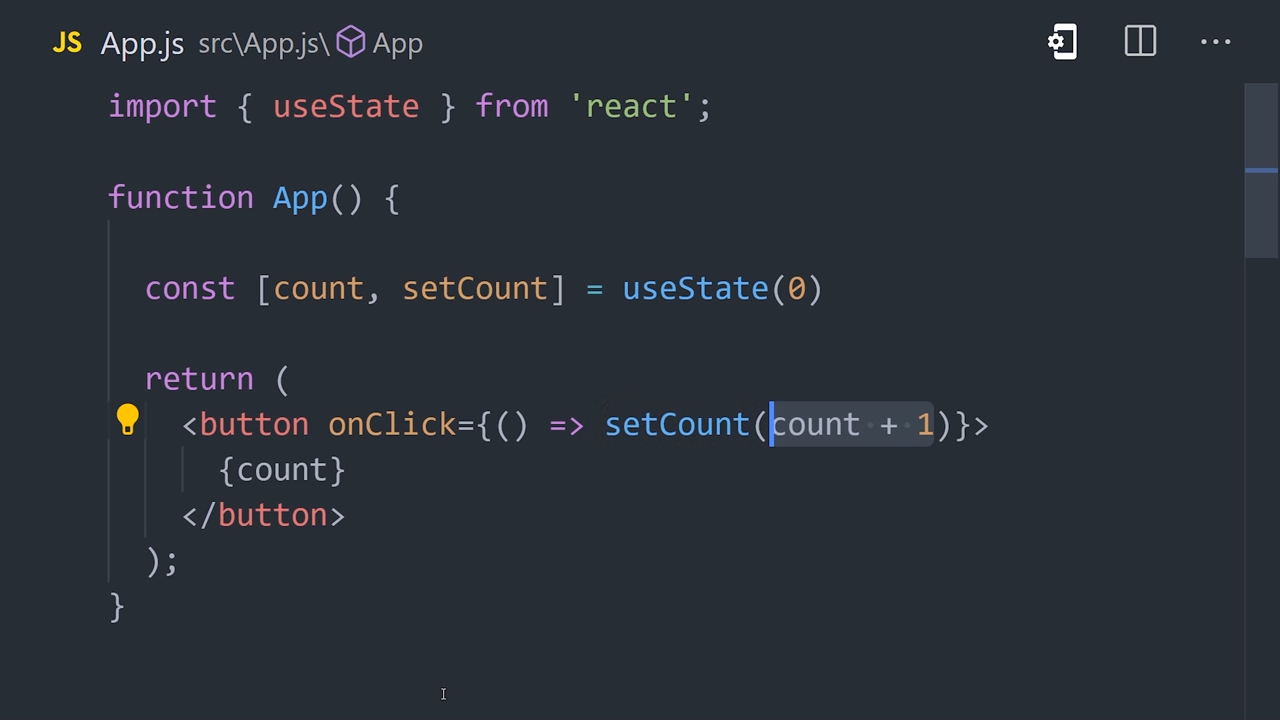 JS App.js src\App.js\ App
import { useState } from 'react';
function App() {
const [count, setCount] = useState(0)
return (
<button onClick={() => setCount(count + 1)}>
{count}
</button>
);
}